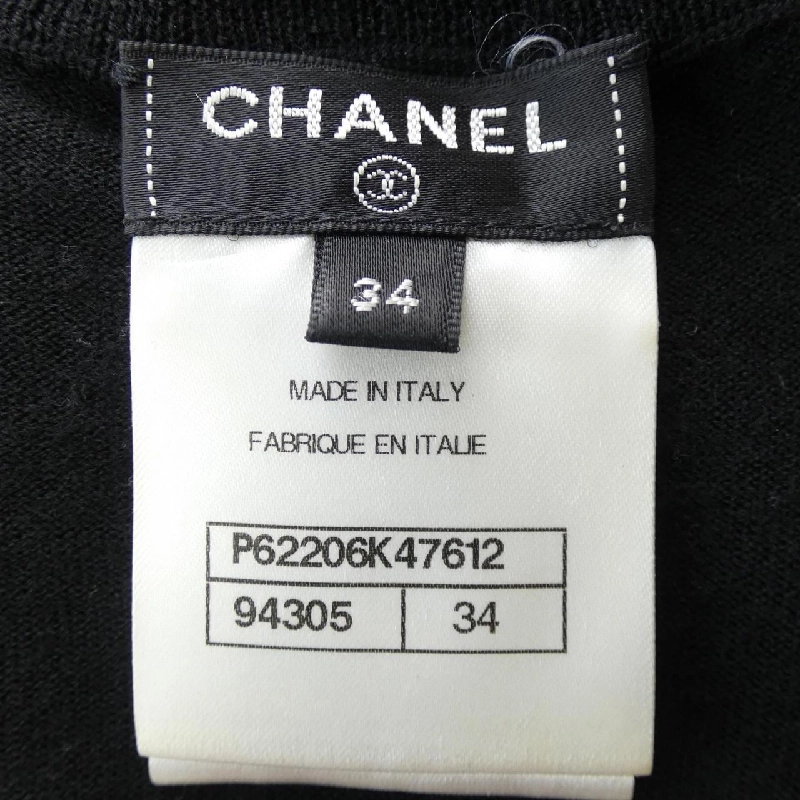 CHANEL
34
MADE IN ITALY
FABRIQUE EN ITALIE
P62206K47612
94305 34